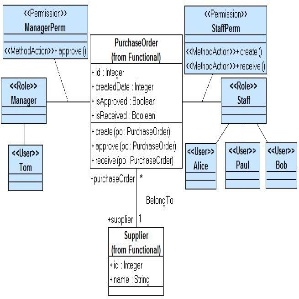 <<Permission>>
ManagerPerm
<<MethodAction>>+approve()
<<Permission>>
StaffPerm
<<MethodAction>>+create()
<<MethodAction>>+receive()
PurchaseOrder
(from Functional)
+id : Integer
+createdDate : Integer
+isApproved : Boolean
+isReceived : Boolean
+create(po : PurchaseOrder)
+approve(po : PurchaseOrder)
+receive(po : PurchaseOrder)
<<Role>>
Manager
<<Role>>
Staff
<<User>>
Tom
<<User>>
Alice
<<User>>
Paul
<<User>>
Bob
+purchaseOrder
*
BelongTo
+supplier
1
Supplier
(from Functional)
+id : Integer
+name : String